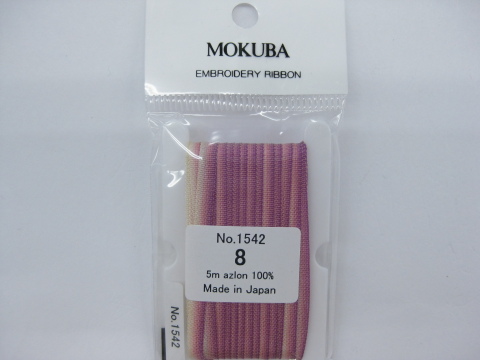 MOKUBA
EMBROIDERY RIBBON
No.1542
8
5m azlon 100%
Made in Japan
No.1542